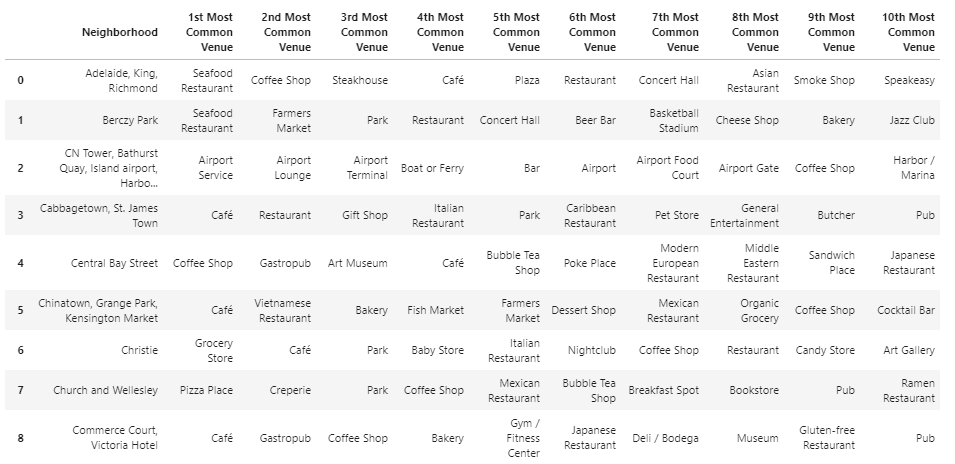 Neighborhood 1st Most Common Venue 2nd Most Common Venue 3rd Most Common Venue 4th Most Common Venue 5th Most Common Venue 6th Most Common Venue 7th Most Common Venue 8th Most Common Venue 9th Most Common Venue 10th Most Common Venue
0 Adelaide, King, Richmond Seafood Restaurant Coffee Shop Steakhouse Café Plaza Restaurant Concert Hall Asian Restaurant Smoke Shop Speakeasy
1 Berczy Park Seafood Restaurant Farmers Market Park Restaurant Concert Hall Beer Bar Basketball Stadium Cheese Shop Bakery Jazz Club
2 CN Tower, Bathurst Quay, Island airport, Harbo... Airport Service Airport Lounge Airport Terminal Boat or Ferry Bar Airport Airport Food Court Airport Gate Coffee Shop Harbor / Marina
3 Cabbagetown, St. James Town Café Restaurant Gift Shop Italian Restaurant Park Caribbean Restaurant Pet Store General Entertainment Butcher Pub
4 Central Bay Street Coffee Shop Gastropub Art Museum Café Bubble Tea Shop Poke Place Modern European Restaurant Middle Eastern Restaurant Sandwich Place Japanese Restaurant
5 Chinatown, Grange Park, Kensington Market Café Vietnamese Restaurant Bakery Fish Market Farmers Market Dessert Shop Mexican Restaurant Organic Grocery Coffee Shop Cocktail Bar
6 Christie Grocery Store Café Park Baby Store Italian Restaurant Nightclub Coffee Shop Restaurant Candy Store Art Gallery
7 Church and Wellesley Pizza Place Creperie Park Coffee Shop Mexican Restaurant Bubble Tea Shop Breakfast Spot Bookstore Pub Ramen Restaurant
8 Commerce Court, Victoria Hotel Café Gastropub Coffee Shop Bakery Gym / Fitness Center Japanese Restaurant Deli / Bodega Museum Gluten-free Restaurant Pub